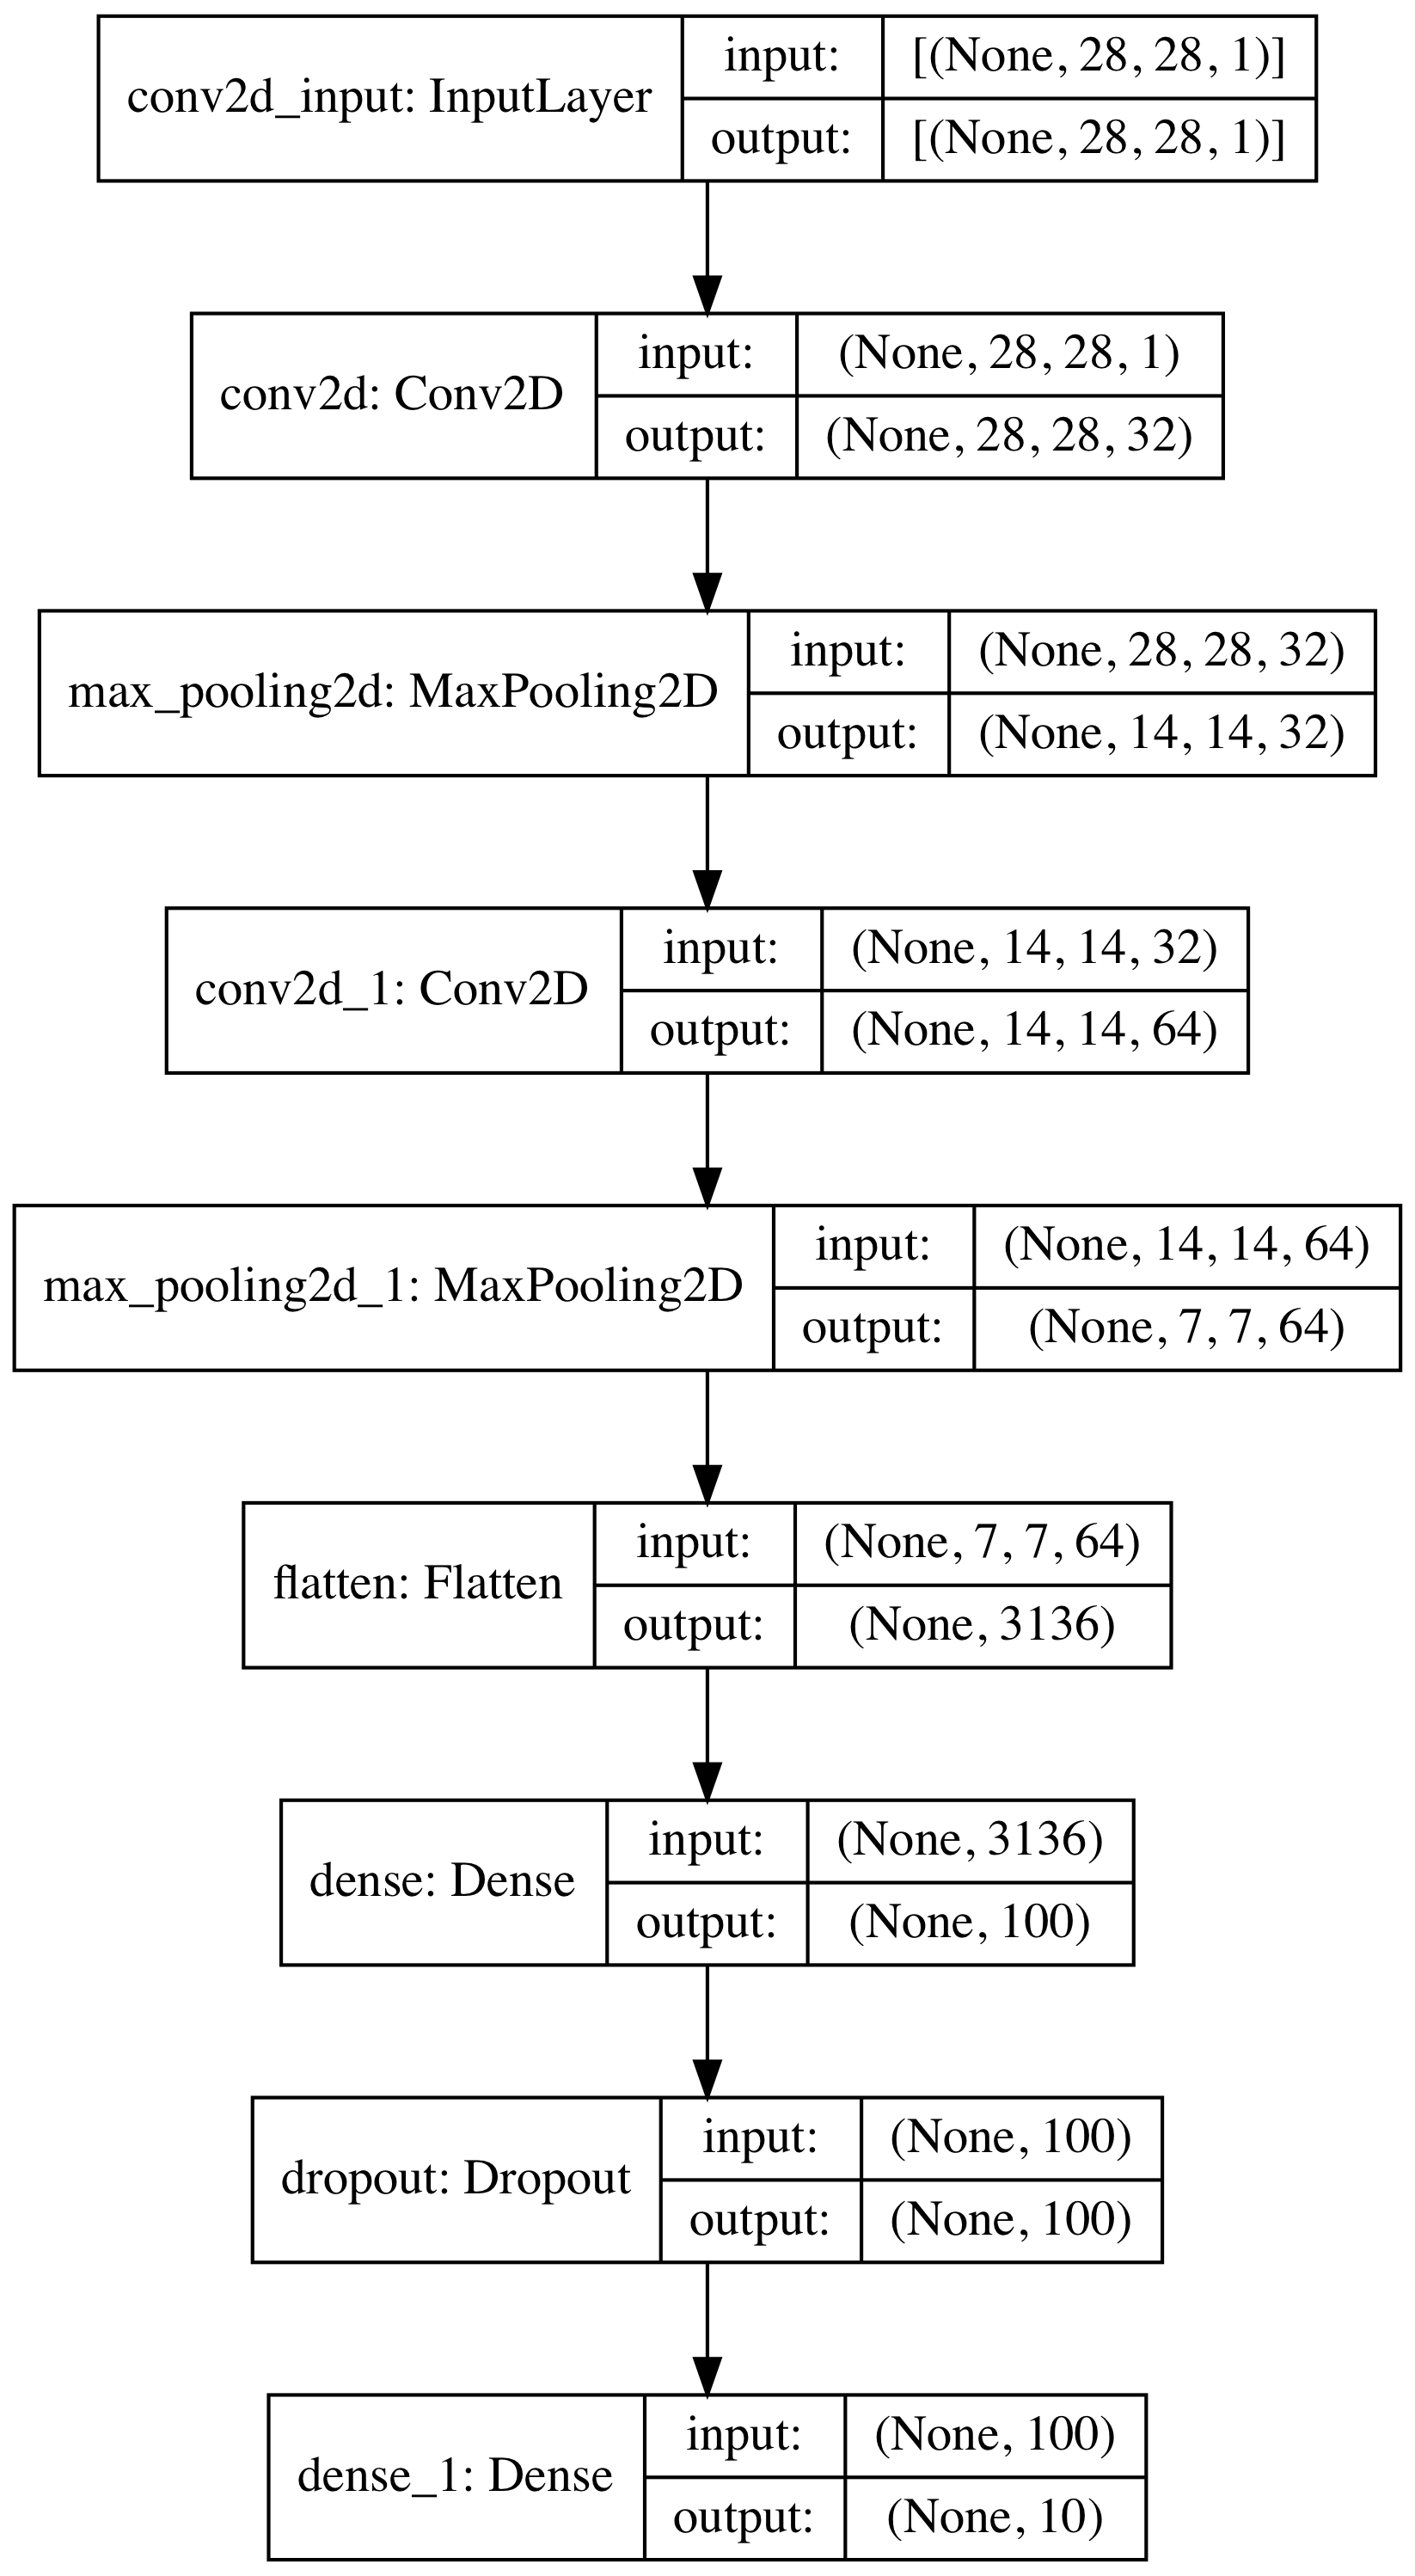 conv2d_input: InputLayer
input:
[(None, 28, 28, 1)]
output:
[(None, 28, 28, 1)]
conv2d: Conv2D
input:
(None, 28, 28, 1)
output:
(None, 28, 28, 32)
max_pooling2d: MaxPooling2D
input:
(None, 28, 28, 32)
output:
(None, 14, 14, 32)
conv2d_1: Conv2D
input:
(None, 14, 14, 32)
output:
(None, 14, 14, 64)
max_pooling2d_1: MaxPooling2D
input:
(None, 14, 14, 64)
output:
(None, 7, 7, 64)
flatten: Flatten
input:
(None, 7, 7, 64)
output:
(None, 3136)
dense: Dense
input:
(None, 3136)
output:
(None, 100)
dropout: Dropout
input:
(None, 100)
output:
(None, 100)
dense_1: Dense
input:
(None, 100)
output:
(None, 10)